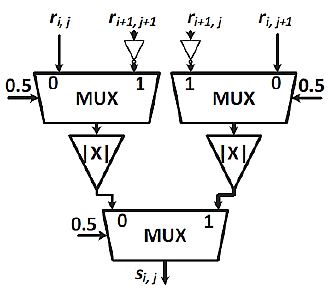 r_{i, j} r_{i+1, j+1} r_{i+1, j} r_{i, j+1}
0 1 1 0
0.5 MUX MUX 0.5
|X| |X|
0 1
0.5 MUX
s_{i, j}